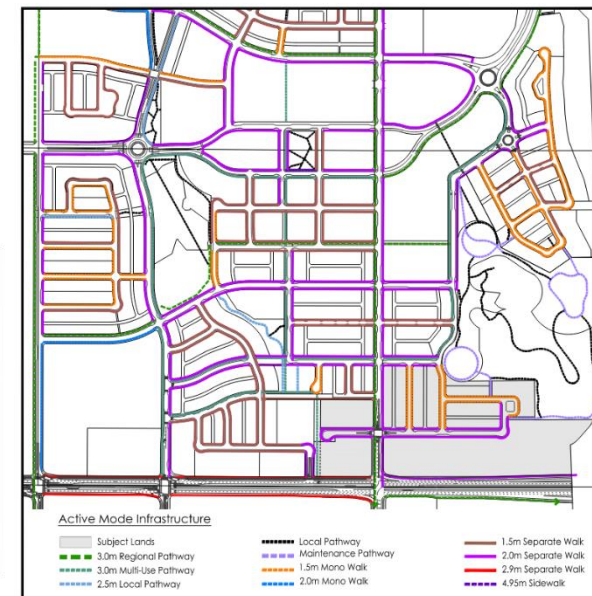 Active Mode Infrastructure
Subject Lands
3.0m Regional Pathway
3.0m Multi-Use Pathway
2.5m Local Pathway
Local Pathway
Maintenance Pathway
1.5m Mono Walk
2.0m Mono Walk
1.5m Separate Walk
2.0m Separate Walk
2.9m Separate Walk
4.95m Sidewalk